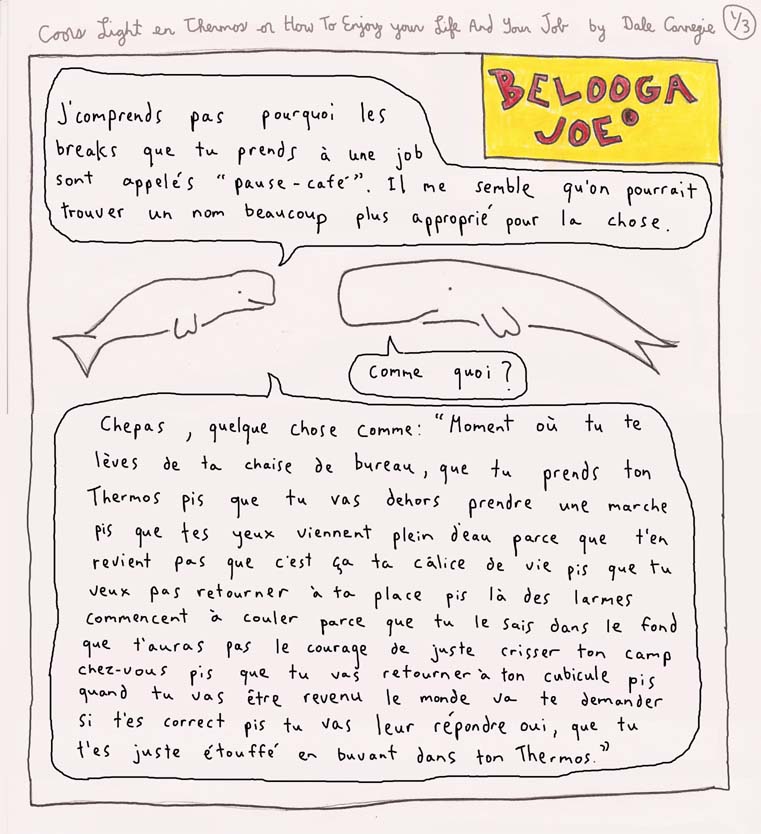 Coors Light en Thermos or How To Enjoy your Life And Your Job by Dale Carnegie 1/3
BELOOGA
JOE®
J'comprends pas pourquoi les
breaks que tu prends à une job
sont appelés "pause-café". Il me semble qu'on pourrait
trouver un nom beaucoup plus approprié pour la chose.
Comme quoi?
Chepas, quelque chose comme: "Moment où tu te
lèves de ta chaise de bureau, que tu prends ton
Thermos pis que tu vas dehors prendre une marche
pis que tes yeux viennent plein d'eau parce que t'en
revient pas que c'est ça ta câlice de vie pis que tu
veux pas retourner à ta place pis là des larmes
commencent à couler parce que tu le sais dans le fond
que t'auras pas le courage de juste crisser ton camp
chez-vous pis que tu vas retourner à ton cubicule pis
quand tu vas être revenu le monde va te demander
si t'es correct pis tu vas leur répondre oui, que tu
t'es juste étouffé en buvant dans ton Thermos."